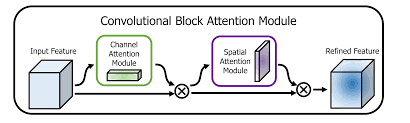 Convolutional Block Attention Module
Input Feature
Channel
Attention
Module
Spatial
Attention
Module
Refined Feature